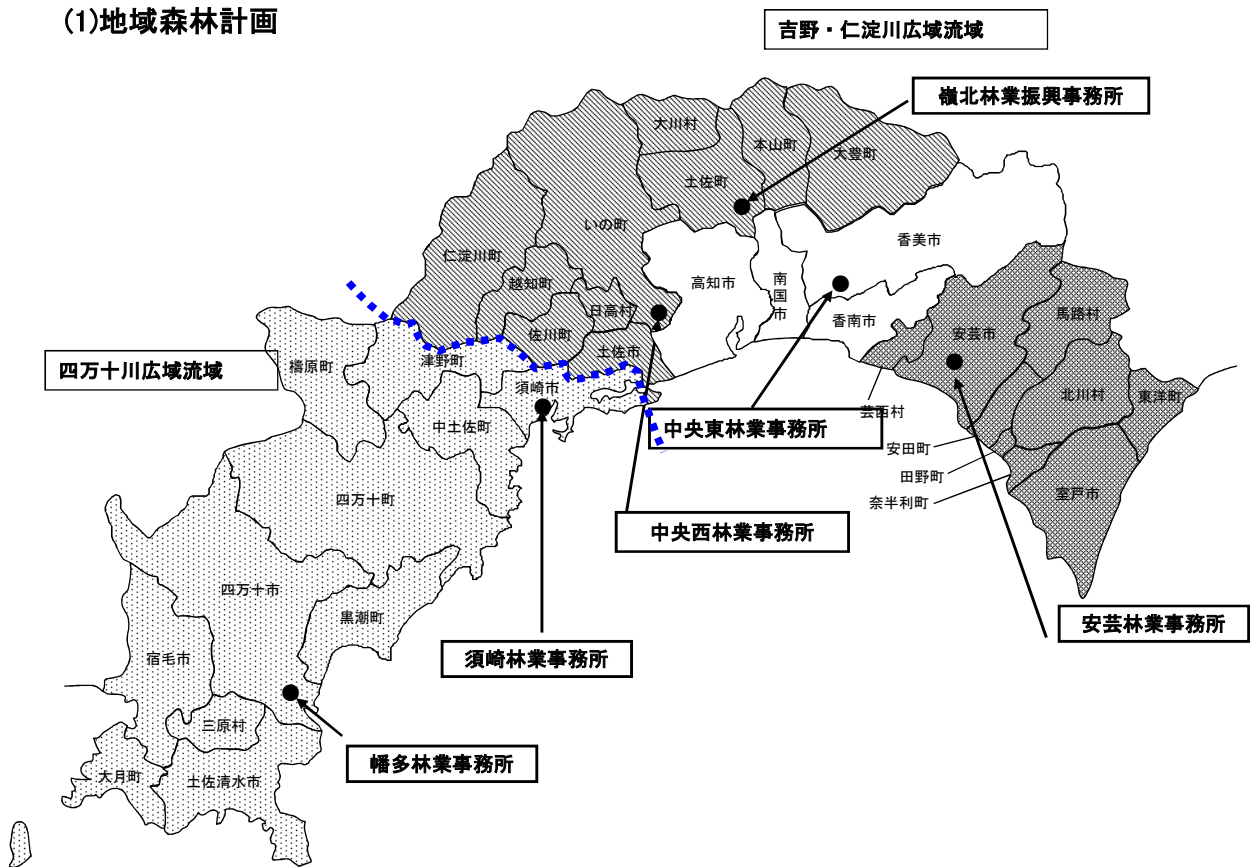 (1)地域森林計画
吉野・仁淀川広域流域
嶺北林業振興事務所
大川村
本山町
大豊町
土佐町
いの町
香美市
仁淀川町
高知市
南国市
越知町
日高村
馬路村
香南市
安芸市
佐川町
土佐市
津野町
檮原町
四万十川広域流域
須崎市
北川村
東洋町
芸西村
中央東林業事務所
中土佐町
安田町
田野町
室戸市
四万十町
奈半利町
中央西林業事務所
四万十市
黒潮町
安芸林業事務所
宿毛市
須崎林業事務所
三原村
幡多林業事務所
大月町
土佐清水市